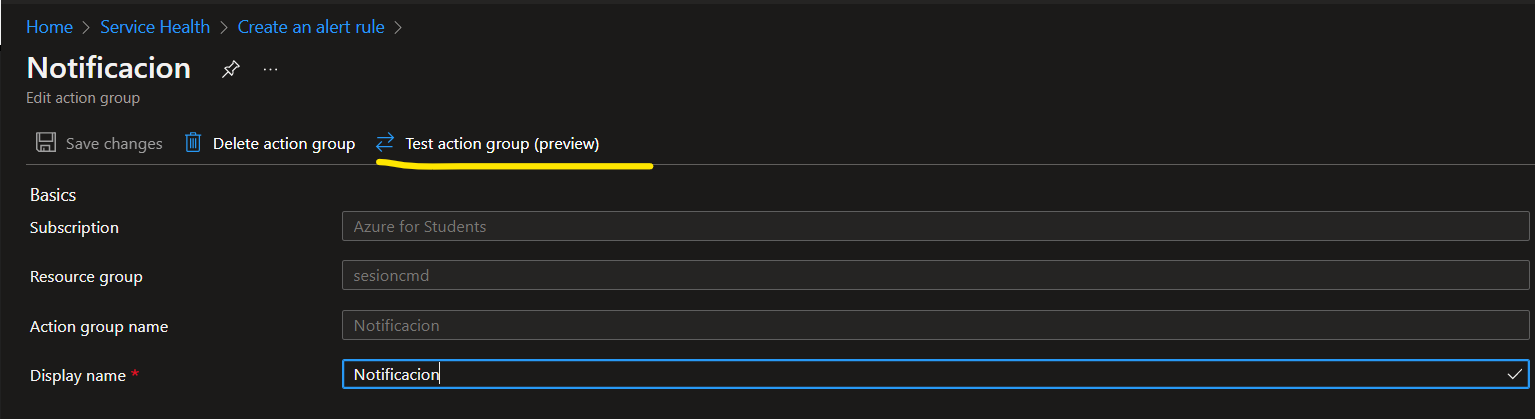 Home > Service Health > Create an alert rule >
Notificacion ...
Edit action group
Save changes Delete action group Test action group (preview)
Basics
Subscription Azure for Students
Resource group sesioncmd
Action group name Notificacion
Display name * Notificacion